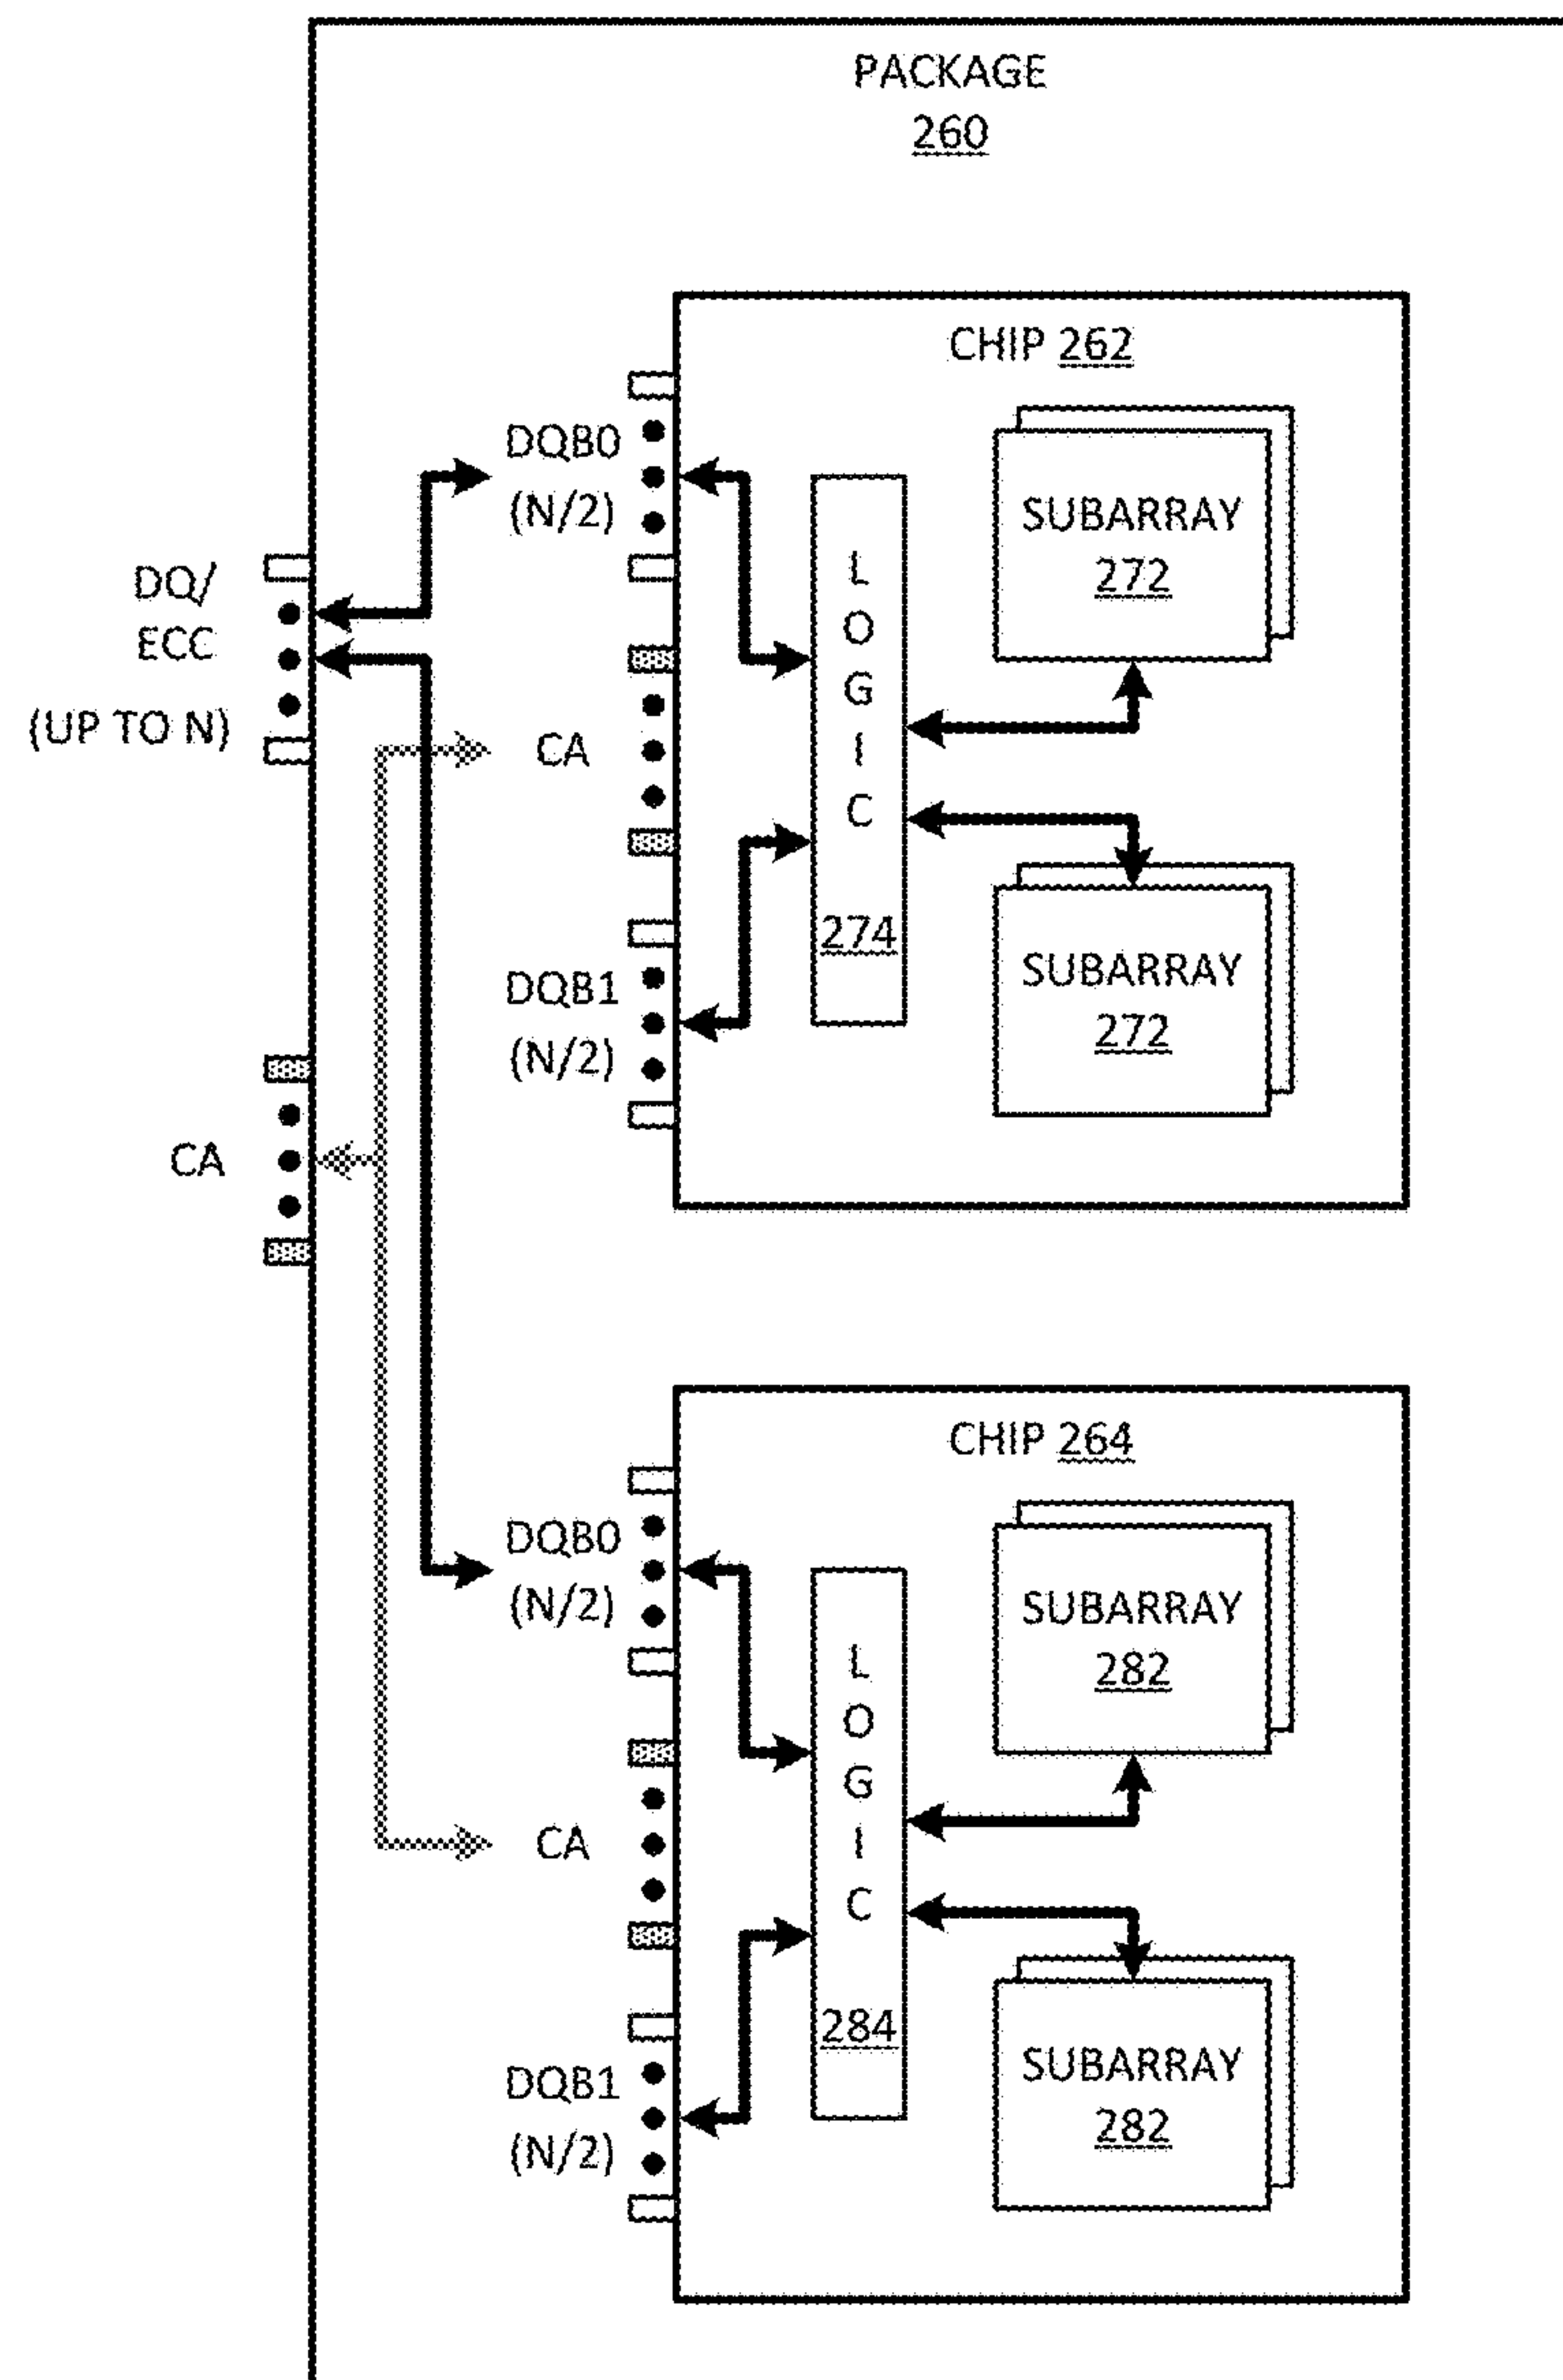 PACKAGE
260
DQ/
ECC
(UP TO N)
CA
CHIP 262
DQB0
(N/2)
CA
DQB1
(N/2)
L
O
G
I
C
274
SUBARRAY
272
SUBARRAY
272
CHIP 264
DQB0
(N/2)
CA
DQB1
(N/2)
L
O
G
I
C
284
SUBARRAY
282
SUBARRAY
282